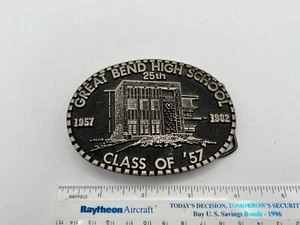 GREAT BEND HIGH SCHOOL
25th
1957 1982
CLASS OF '57
SHEFFIELD
Raytheon Aircraft
TODAY'S DECISION, TOMORROW'S SECURITY
Buy U.S. Savings Bonds - 1996